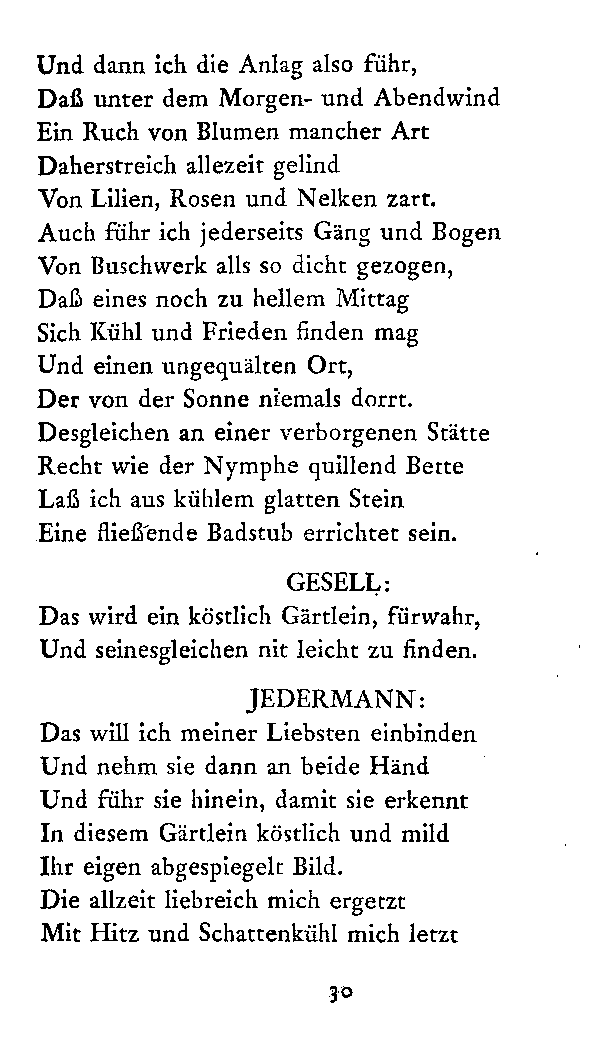 Und dann ich die Anlag also führ,
Daß unter dem Morgen- und Abendwind
Ein Ruch von Blumen mancher Art
Daherstreich allezeit gelind
Von Lilien, Rosen und Nelken zart.
Auch führ ich jederseits Gäng und Bogen
Von Buschwerk alls so dicht gezogen,
Daß eines noch zu hellem Mittag
Sich Kühl und Frieden finden mag
Und einen ungequälten Ort,
Der von der Sonne niemals dorrt.
Desgleichen an einer verborgenen Stätte
Recht wie der Nymphe quillend Bette
Laß ich aus kühlem glatten Stein
Eine fließende Badstub errichtet sein.
GESELL:
Das wird ein köstlich Gärtlein, fürwahr,
Und seinesgleichen nit leicht zu finden.
JEDERMANN:
Das will ich meiner Liebsten einbinden
Und nehm sie dann an beide Händ
Und führ sie hinein, damit sie erkennt
In diesem Gärtlein köstlich und mild
Ihr eigen abgespiegelt Bild.
Die allzeit liebreich mich ergetzt
Mit Hitz und Schattenkühl mich letzt
30